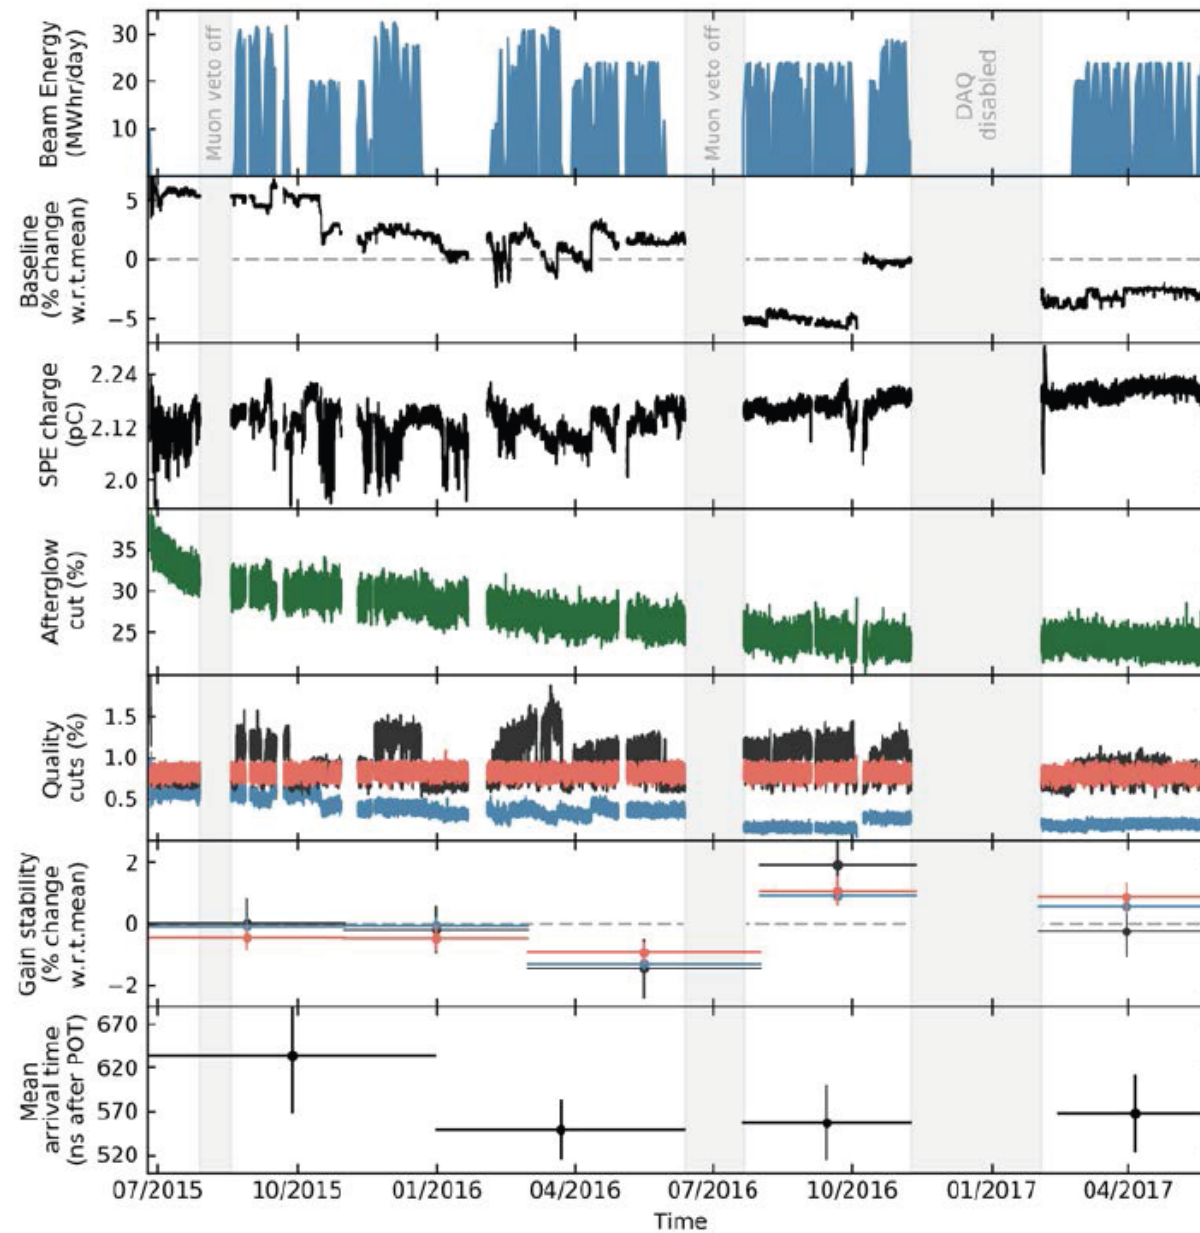 Beam Energy
(MWhr/day)
30
20
10
Muon veto off
Muon veto off
DAQ
disabled
Baseline
(% change
w.r.t.mean)
5
0
−5
SPE charge
(pC)
2.24
2.12
2.0
Afterglow
cut (%)
35
30
25
Quality
cuts (%)
1.5
1.0
0.5
Gain stability
(% change
w.r.t.mean)
2
0
−2
Mean
arrival time
(ns after POT)
670
620
570
520
07/2015 10/2015 01/2016 04/2016 07/2016 10/2016 01/2017 04/2017
Time